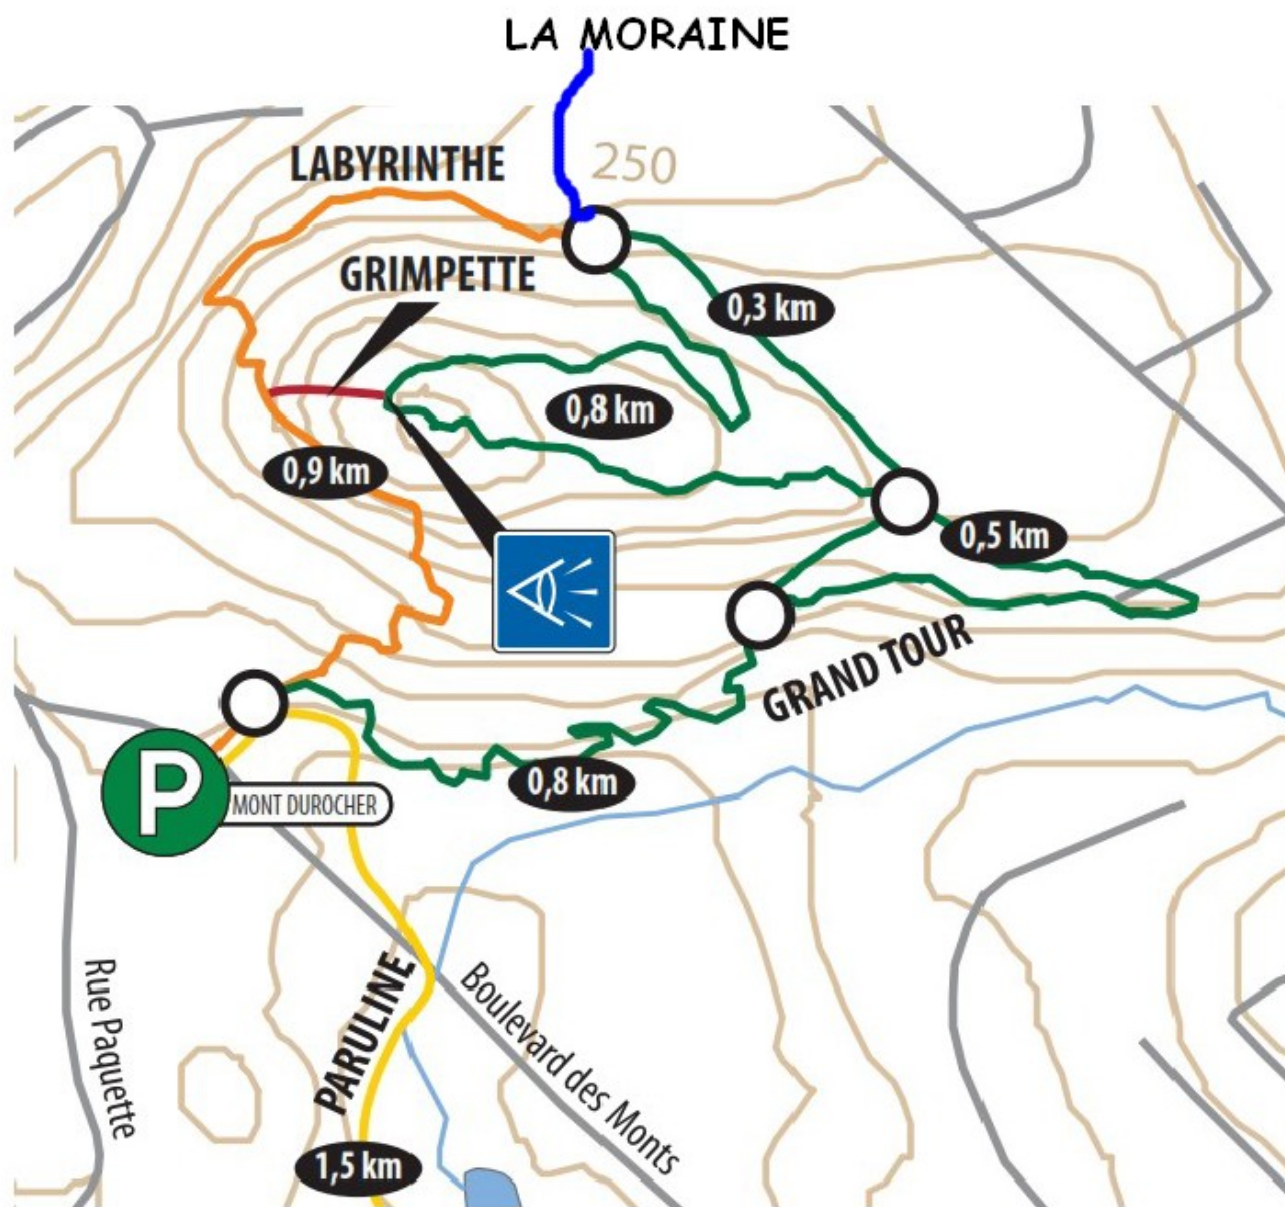 LA MORAINE
LABYRINTHE
250
GRIMPETTE
0,3 km
0,8 km
0,9 km
0,5 km
GRAND TOUR
P
MONT DUROCHER
0,8 km
Rue Paquette
PARULINE
Boulevard des Monts
1,5 km